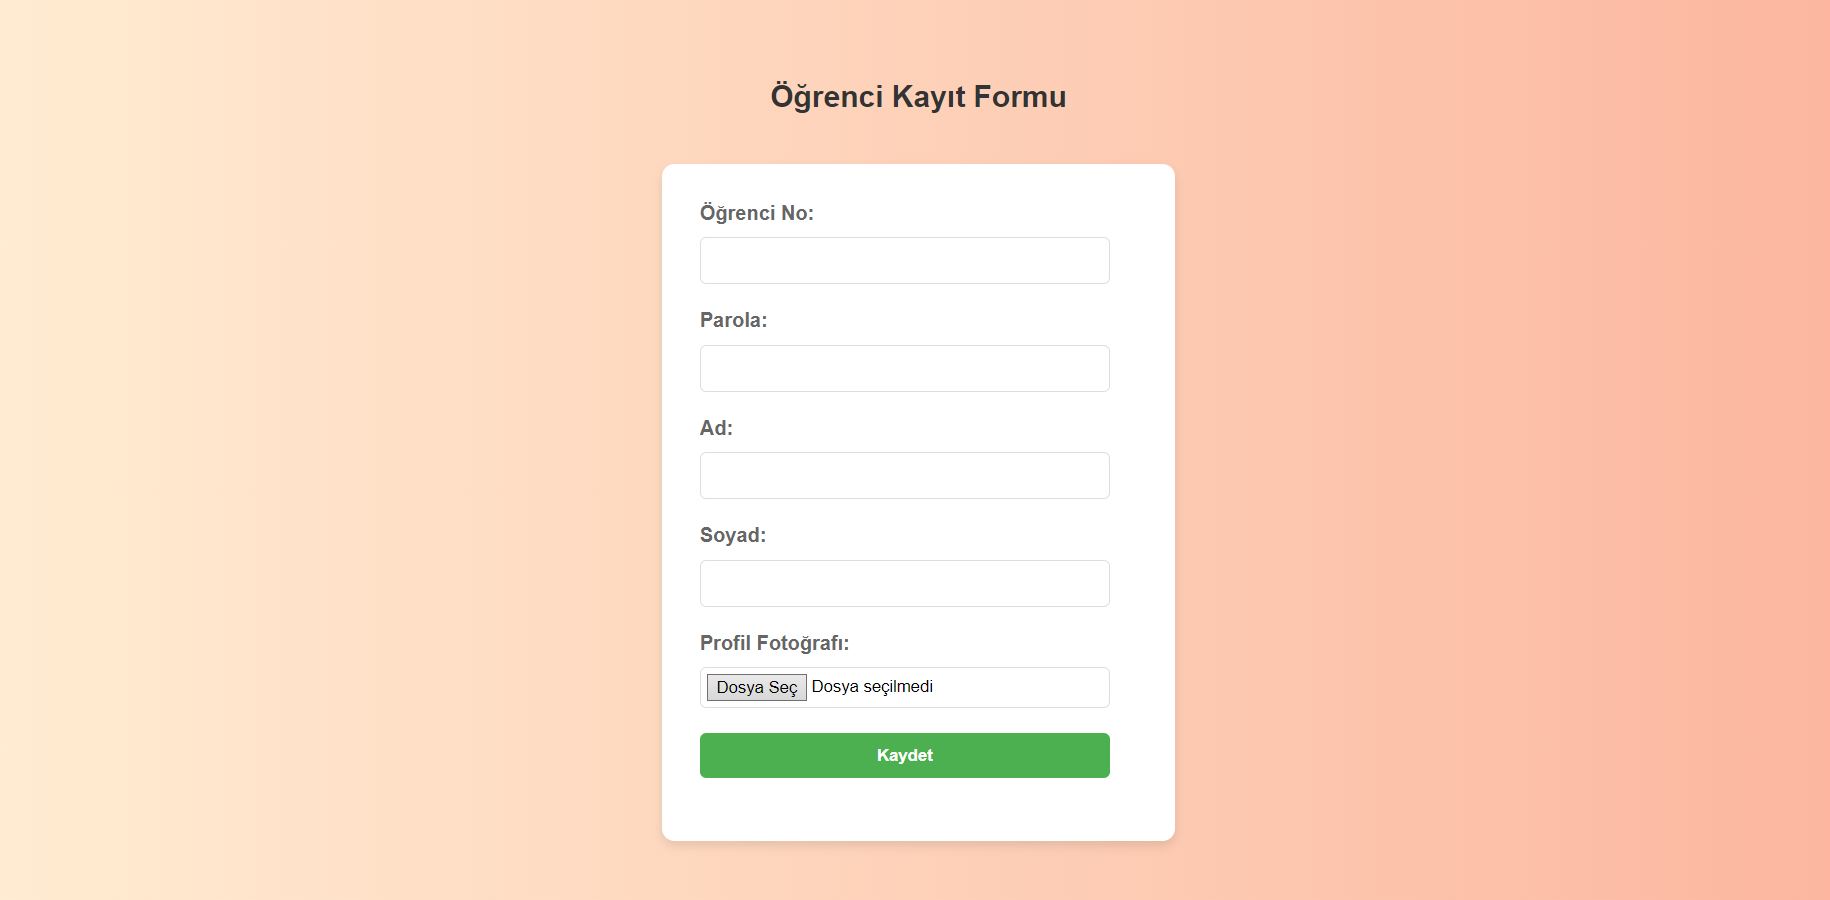 Öğrenci Kayıt Formu
Öğrenci No:
Parola:
Ad:
Soyad:
Profil Fotoğrafı:
Dosya Seç Dosya seçilmedi
Kaydet